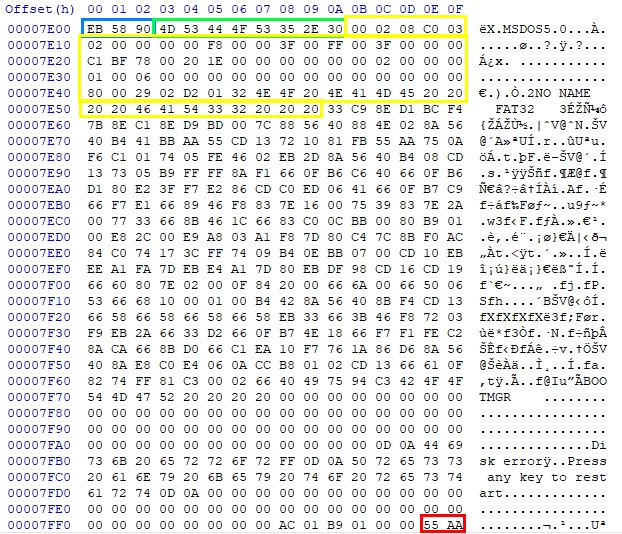 Offset(h) 00 01 02 03 04 05 06 07 08 09 0A 0B 0C 0D 0E 0F
00007E00 EB 58 90 4D 53 44 4F 53 35 2E 30 00 02 08 C0 03 ëX.MSDOS5.0...À.
00007E10 02 00 00 00 00 F8 00 00 3F 00 FF 00 3F 00 00 00 .....ø..?.ÿ.?...
00007E20 C1 BF 78 00 20 1E 00 00 00 00 00 00 02 00 00 00 Á¿x. ...........
00007E30 01 00 06 00 00 00 00 00 00 00 00 00 00 00 00 00 ................
00007E40 80 00 29 02 D2 01 32 4E 4F 20 4E 41 4D 45 20 20 €.).Ò.2NO NAME
00007E50 20 20 46 41 54 33 32 20 20 20 33 C9 8E D1 BC F4 FAT32   3ÉŽÑ¼ô
00007E60 7B 8E C1 8E D9 BD 00 7C 88 56 40 88 4E 02 8A 56 {ŽÁŽÙ½.|ˆV@ˆN.ŠV
00007E70 40 B4 41 BB AA 55 CD 13 72 10 81 FB 55 AA 75 0A @´A»ªUÍ.r..ûUªu.
00007E80 F6 C1 01 74 05 FE 46 02 EB 2D 8A 56 40 B4 08 CD öÁ.t.þF.ë-ŠV@´.Í
00007E90 13 73 05 B9 FF FF 8A F1 66 0F B6 C6 40 66 0F B6 .s.¹ÿÿŠñf.¶Æ@f.¶
00007EA0 D1 80 E2 3F F7 E2 86 CD C0 ED 06 41 66 0F B7 C9 Ñ€â?÷â†ÍÀí.Af.·É
00007EB0 66 F7 E1 66 89 46 F8 83 7E 16 00 75 39 83 7E 2A f÷áf‰Føƒ~..u9ƒ~*
00007EC0 00 77 33 66 8B 46 1C 66 83 C0 0C BB 00 80 B9 01 .w3f‹F.fƒÀ.».€¹.
00007ED0 00 E8 2C 00 E9 A8 03 A1 F8 7D 80 C4 7C 8B F0 AC .è,.é¨.¡ø}€Ä|‹ð¬
00007EE0 84 C0 74 17 3C FF 74 09 B4 0E BB 07 00 CD 10 EB „Àt.<ÿt.´.»..Í.ë
00007EF0 EE A1 FA 7D EB E4 A1 7D 80 EB DF 98 CD 16 CD 19 î¡ú}ëä¡}€ëß˜Í.Í.
00007F00 66 60 80 7E 02 00 0F 84 20 00 66 6A 00 66 50 06 f`€~...„ .fj.fP.
00007F10 53 66 68 10 00 01 00 B4 42 8A 56 40 8B F4 CD 13 Sfh....´BŠV@‹ôÍ.
00007F20 66 58 66 58 66 58 66 58 EB 33 66 3B 46 F8 72 03 fXfXfXfXë3f;Før.
00007F30 F9 EB 2A 66 33 D2 66 0F B7 4E 18 66 F7 F1 FE C2 ùë*f3Òf.·N.f÷ñþÂ
00007F40 8A CA 66 8B D0 66 C1 EA 10 F7 76 1A 86 D6 8A 56 ŠÊf‹ÐfÁê.÷v.†ÖŠV
00007F50 40 8A E8 C0 E4 06 0A CC B8 01 02 CD 13 66 61 0F @ŠèÀä..Ì¸..Í.fa.
00007F60 82 74 FF 81 C3 00 02 66 40 49 75 94 C3 42 4F 4F ‚tÿ.Ã..f@Iu”ÃBOO
00007F70 54 4D 47 52 20 20 20 20 00 00 00 00 00 00 00 00 TMGR    ........
00007F80 00 00 00 00 00 00 00 00 00 00 00 00 00 00 00 00 ................
00007F90 00 00 00 00 00 00 00 00 00 00 00 00 00 00 00 00 ................
00007FA0 00 00 00 00 00 00 00 00 00 00 00 00 0D 0A 44 69 ..............Di
00007FB0 73 6B 20 65 72 72 6F 72 FF 0D 0A 50 72 65 73 73 sk errorÿ..Press
00007FC0 20 61 6E 79 20 6B 65 79 20 74 6F 20 72 65 73 74 any key to rest
00007FD0 61 72 74 0D 0A 00 00 00 00 00 00 00 00 00 00 00 art.............
00007FE0 00 00 00 00 00 00 00 00 00 00 00 00 00 00 00 00 ................
00007FF0 00 00 00 00 00 00 00 00 AC 01 B9 01 00 00 55 AA ........¬.¹...Uª